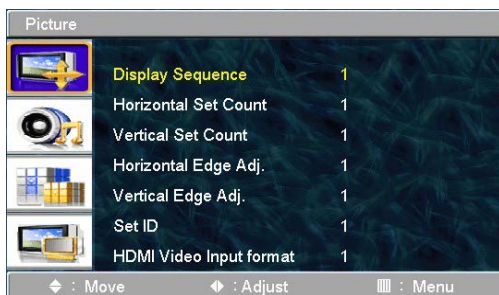 Picture
Display Sequence 1
Horizontal Set Count 1
Vertical Set Count 1
Horizontal Edge Adj. 1
Vertical Edge Adj. 1
Set ID 1
HDMI Video Input format 1
: Move : Adjust : Menu